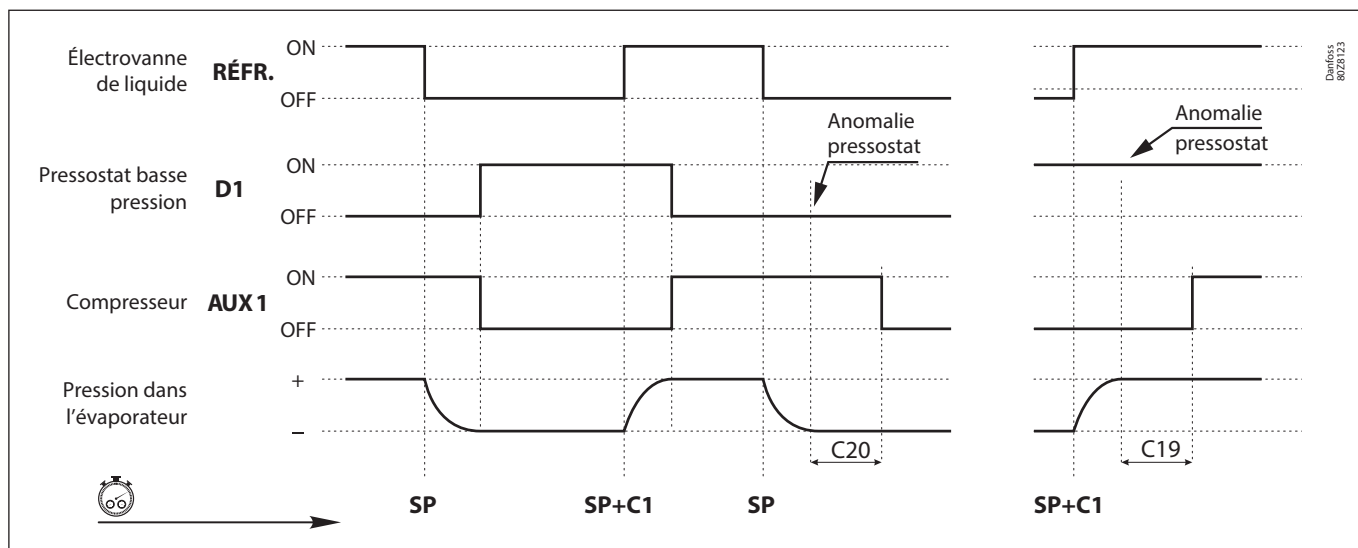 Électrovanne
de liquide
RÉFR.
ON
OFF
Danfoss
80Z8123
Anomalie
pressostat
Anomalie
pressostat
Pressostat basse
pression
D1
ON
OFF
Compresseur
AUX 1
ON
OFF
Pression dans
l'évaporateur
+
–
C20
C19
SP
SP+C1
SP
SP+C1